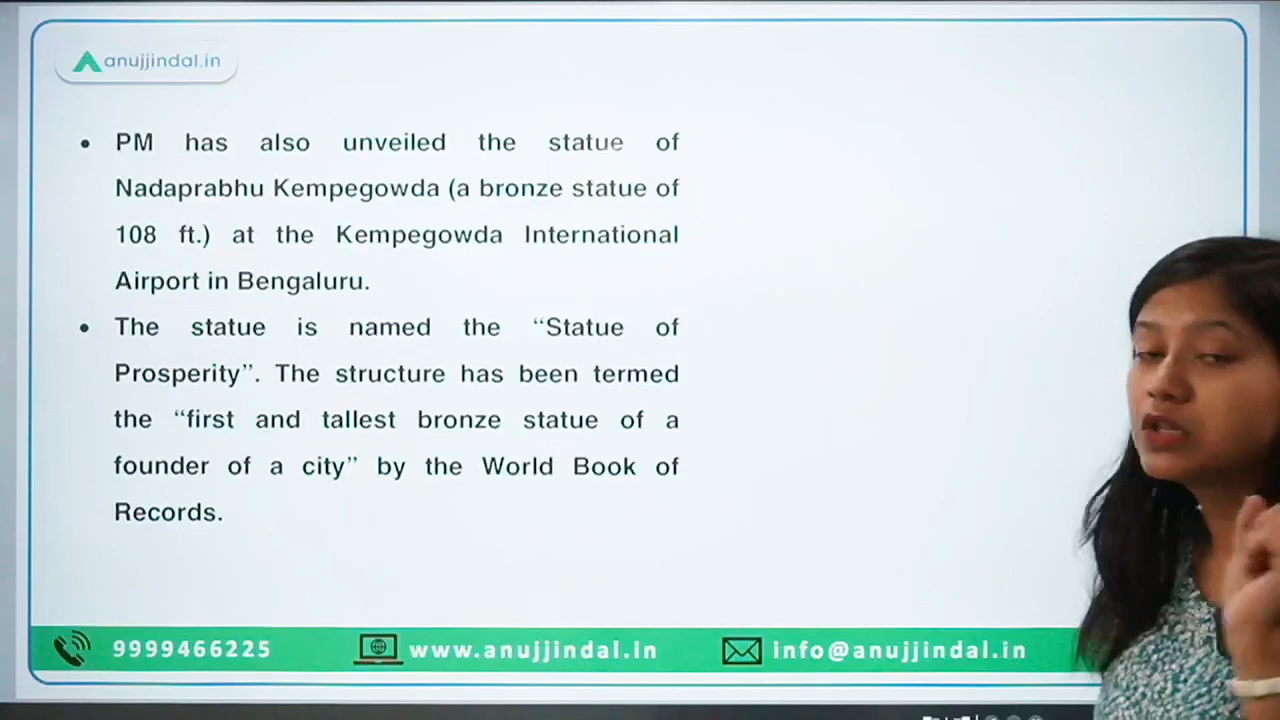 anujjindal.in
PM has also unveiled the statue of
Nadaprabhu Kempegowda (a bronze statue of
108 ft.) at the Kempegowda International
Airport in Bengaluru.
The statue is named the “Statue of
Prosperity”. The structure has been termed
the “first and tallest bronze statue of a
founder of a city” by the World Book of
Records.
9999466225 www.anujjindal.in info@anujjindal.in